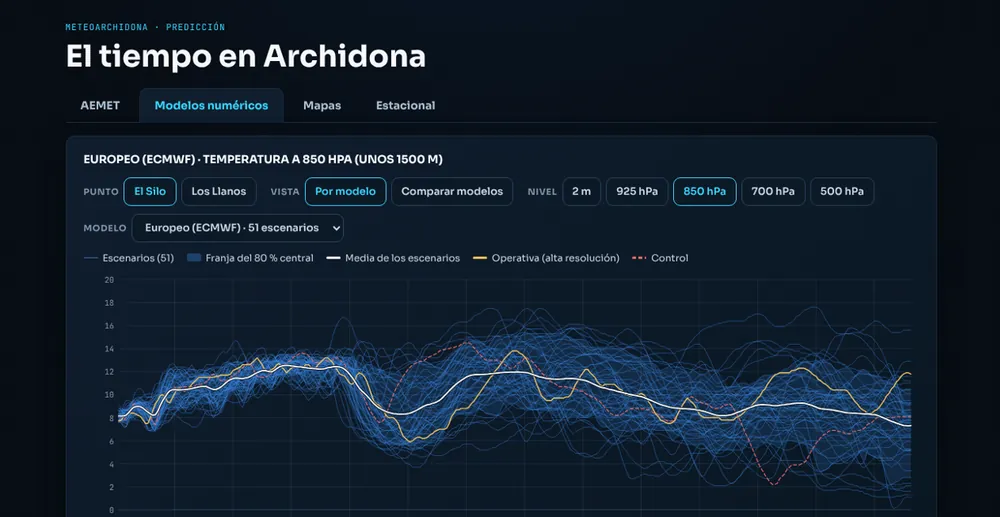 METEOARCHIDONA · PREDICCIÓN
El tiempo en Archidona
AEMET Modelos numéricos Mapas Estacional
EUROPEO (ECMWF) · TEMPERATURA A 850 HPA (UNOS 1500 M)
PUNTO El Silo Los Llanos VISTA Por modelo Comparar modelos NIVEL 2 m 925 hPa 850 hPa 700 hPa 500 hPa
MODELO Europeo (ECMWF) · 51 escenarios
Escenarios (51) Franja del 80 % central Media de los escenarios Operativa (alta resolución) Control
20
18
16
14
12
10
8
6
4
2
0